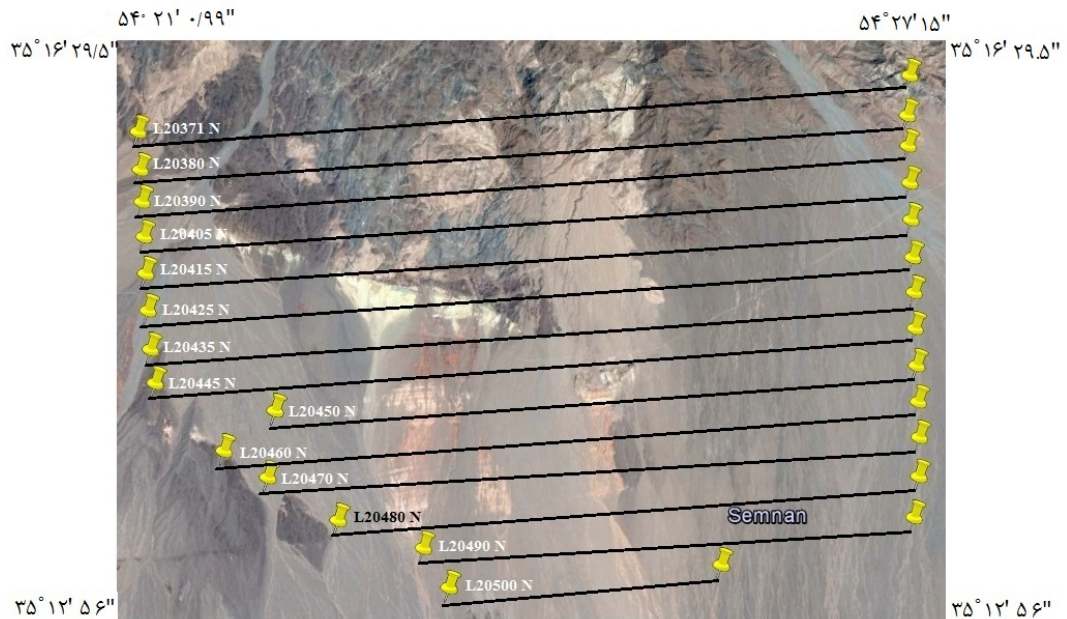 ۵۴° ۲۱' ۰/۹۹"
۵۴°۲۷'۱۵"
۳۵°۱۶'۲۹/۵"
۳۵°۱۶' ۲۹.۵"
L20371 N
L20380 N
L20390 N
L20405 N
L20415 N
L20425 N
L20435 N
L20445 N
L20450 N
L20460 N
L20470 N
L20480 N
Semnan
L20490 N
L20500 N
۳۵°۱۲' ۵۶"
۳۵°۱۲' ۵۶"